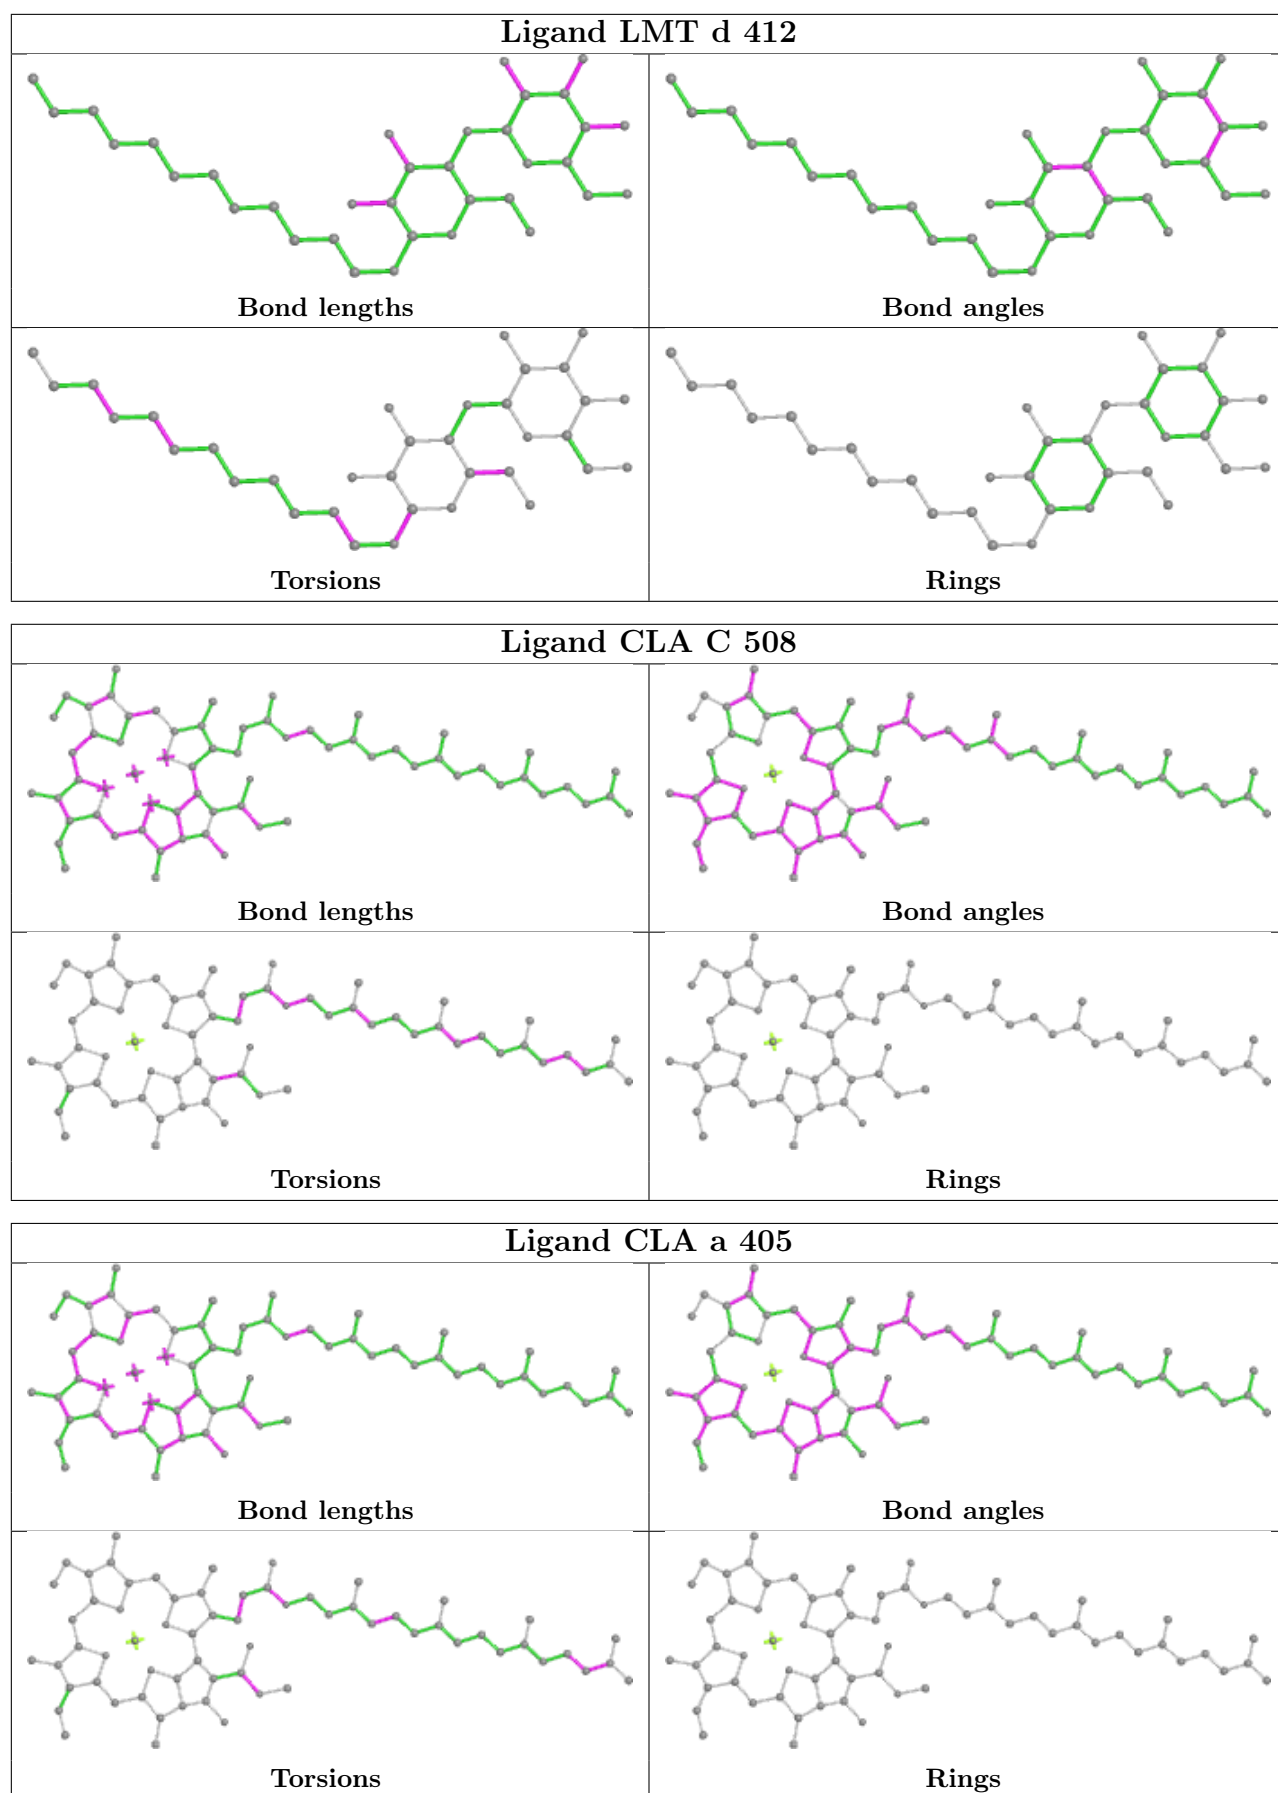 Ligand LMT d 412
Bond lengths
Bond angles
Torsions
Rings
Ligand CLA C 508
Bond lengths
Bond angles
Torsions
Rings
Ligand CLA a 405
Bond lengths
Bond angles
Torsions
Rings